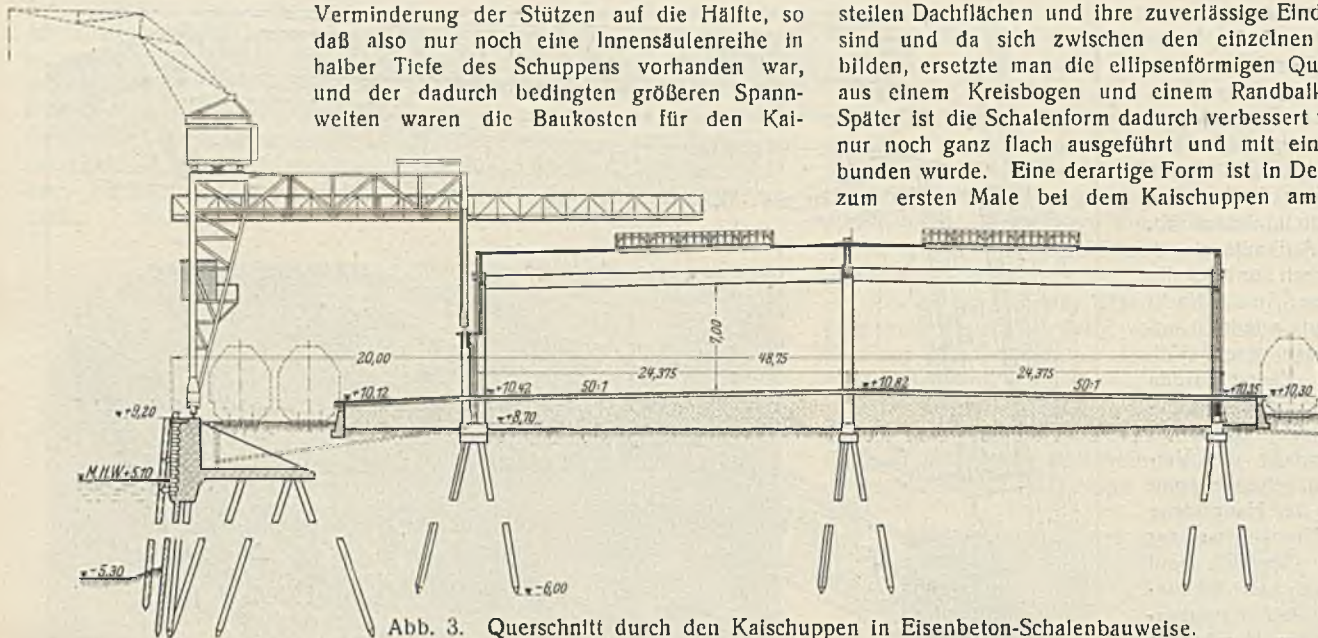 Verminderung der Stützen auf die Hälfte, so
daß also nur noch eine Innensäulenreihe in
halber Tiefe des Schuppens vorhanden war,
und der dadurch bedingten größeren Spann-
weiten waren die Baukosten für den Kai-
steilen Dachflächen und ihre zuverlässige Eind
sind und da sich zwischen den einzelnen
bilden, ersetzte man die ellipsenförmigen Qu
aus einem Kreisbogen und einem Randbalk
Später ist die Schalenform dadurch verbessert
nur noch ganz flach ausgeführt und mit ein
bunden wurde. Eine derartige Form ist in De
zum ersten Male bei dem Kaischuppen am
7,00
20,00
48,75
24,375
24,375
+10,12
+10,42
50:1
+10,82
50:1
+10,15
+10,30
+9,20
+8,70
M.H.W+5,10
-5,30
-6,00
Abb. 3. Querschnitt durch den Kaischuppen in Eisenbeton-Schalenbauweise.